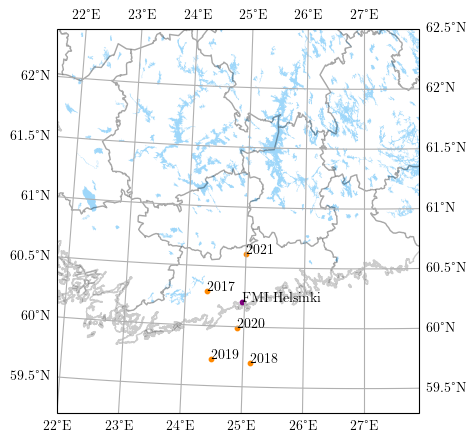 22°E 23°E 24°E 25°E 26°E 27°E
62.5°N
62°N 62°N
61.5°N 61.5°N
61°N 61°N
2021
60.5°N 60.5°N
2017
FMI Helsinki
60°N 2020 60°N
2019 2018
59.5°N 59.5°N
22°E 23°E 24°E 25°E 26°E 27°E